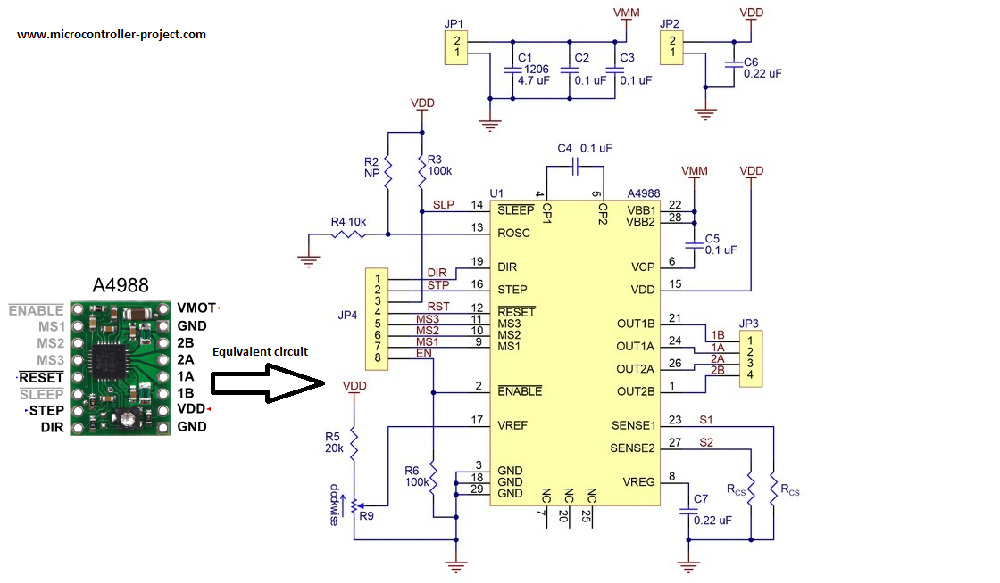 www.microcontroller-project.com
JP1
2
1
VMM
C1
1206
4.7 uF
C2
0.1 uF
C3
0.1 uF
JP2
2
1
VDD
C6
0.22 uF
VDD
R2
NP
R3
100k
R4 10k
C4 0.1 uF
U1
A4988
4
CP1
5
CP2
SLP 14 SLEEP
13 ROSC
19 DIR
16 STEP
12 RESET
11 MS3
10 MS2
9 MS1
2 ENABLE
17 VREF
3 GND
18 GND
29 GND
NC 7
NC 20
NC 25
VBB1 22
VBB2 28
VCP 6
VDD 15
OUT1B 21
OUT1A 24
OUT2A 26
OUT2B 1
SENSE1 23 S1
SENSE2 27 S2
VREG 8
VMM
VDD
C5
0.1 uF
JP3
1B 1
1A 2
2A 3
2B 4
RCS
RCS
C7
0.22 uF
JP4
1 DIR
2 STP
3
4 RST
5 MS3
6 MS2
7 MS1
8 EN
VDD
R5
20k
R6
100k
R9
clockwise
A4988
ENABLE
MS1
MS2
MS3
RESET
SLEEP
STEP
DIR
VMOT
GND
2B
2A
1A
1B
VDD
GND
Equivalent circuit